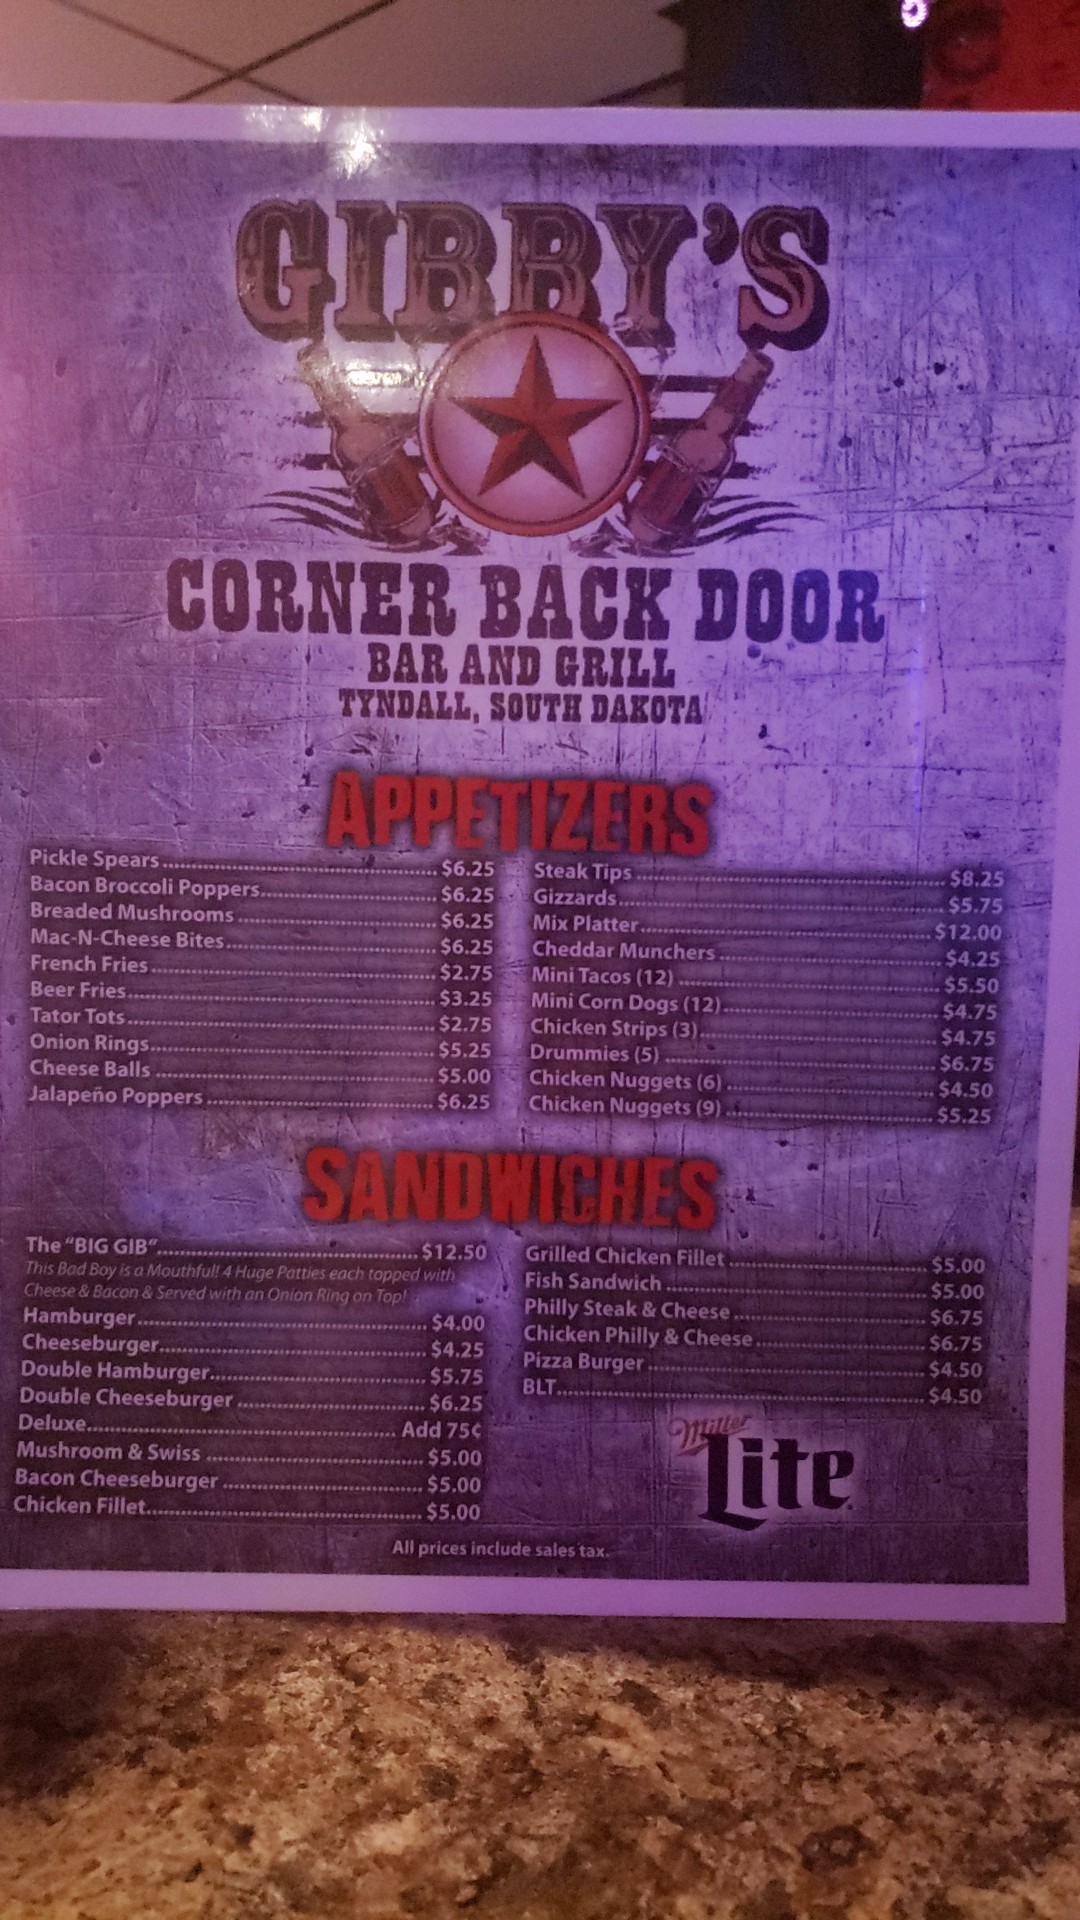 GIBBY'S
CORNER BACK DOOR
BAR AND GRILL
TYNDALL, SOUTH DAKOTA
APPETIZERS
Pickle Spears $6.25
Bacon Broccoli Poppers $6.25
Breaded Mushrooms $6.25
Mac-N-Cheese Bites $6.25
French Fries $2.75
Beer Fries $3.25
Tator Tots $2.75
Onion Rings $5.25
Cheese Balls $5.00
Jalapeño Poppers $6.25
Steak Tips $8.25
Gizzards $5.75
Mix Platter $12.00
Cheddar Munchers $4.25
Mini Tacos (12) $5.50
Mini Corn Dogs (12) $4.75
Chicken Strips (3) $4.75
Drummies (5) $6.75
Chicken Nuggets (6) $4.50
Chicken Nuggets (9) $5.25
SANDWICHES
The "BIG GIB" $12.50
This Bad Boy is a Mouthful! 4 Huge Patties each topped with
Cheese & Bacon & Served with an Onion Ring on Top!
Hamburger $4.00
Cheeseburger $4.25
Double Hamburger $5.75
Double Cheeseburger $6.25
Deluxe Add 75¢
Mushroom & Swiss $5.00
Bacon Cheeseburger $5.00
Chicken Fillet $5.00
Grilled Chicken Fillet $5.00
Fish Sandwich $5.00
Philly Steak & Cheese $6.75
Chicken Philly & Cheese $6.75
Pizza Burger $4.50
BLT $4.50
Miller
Lite
All prices include sales tax.